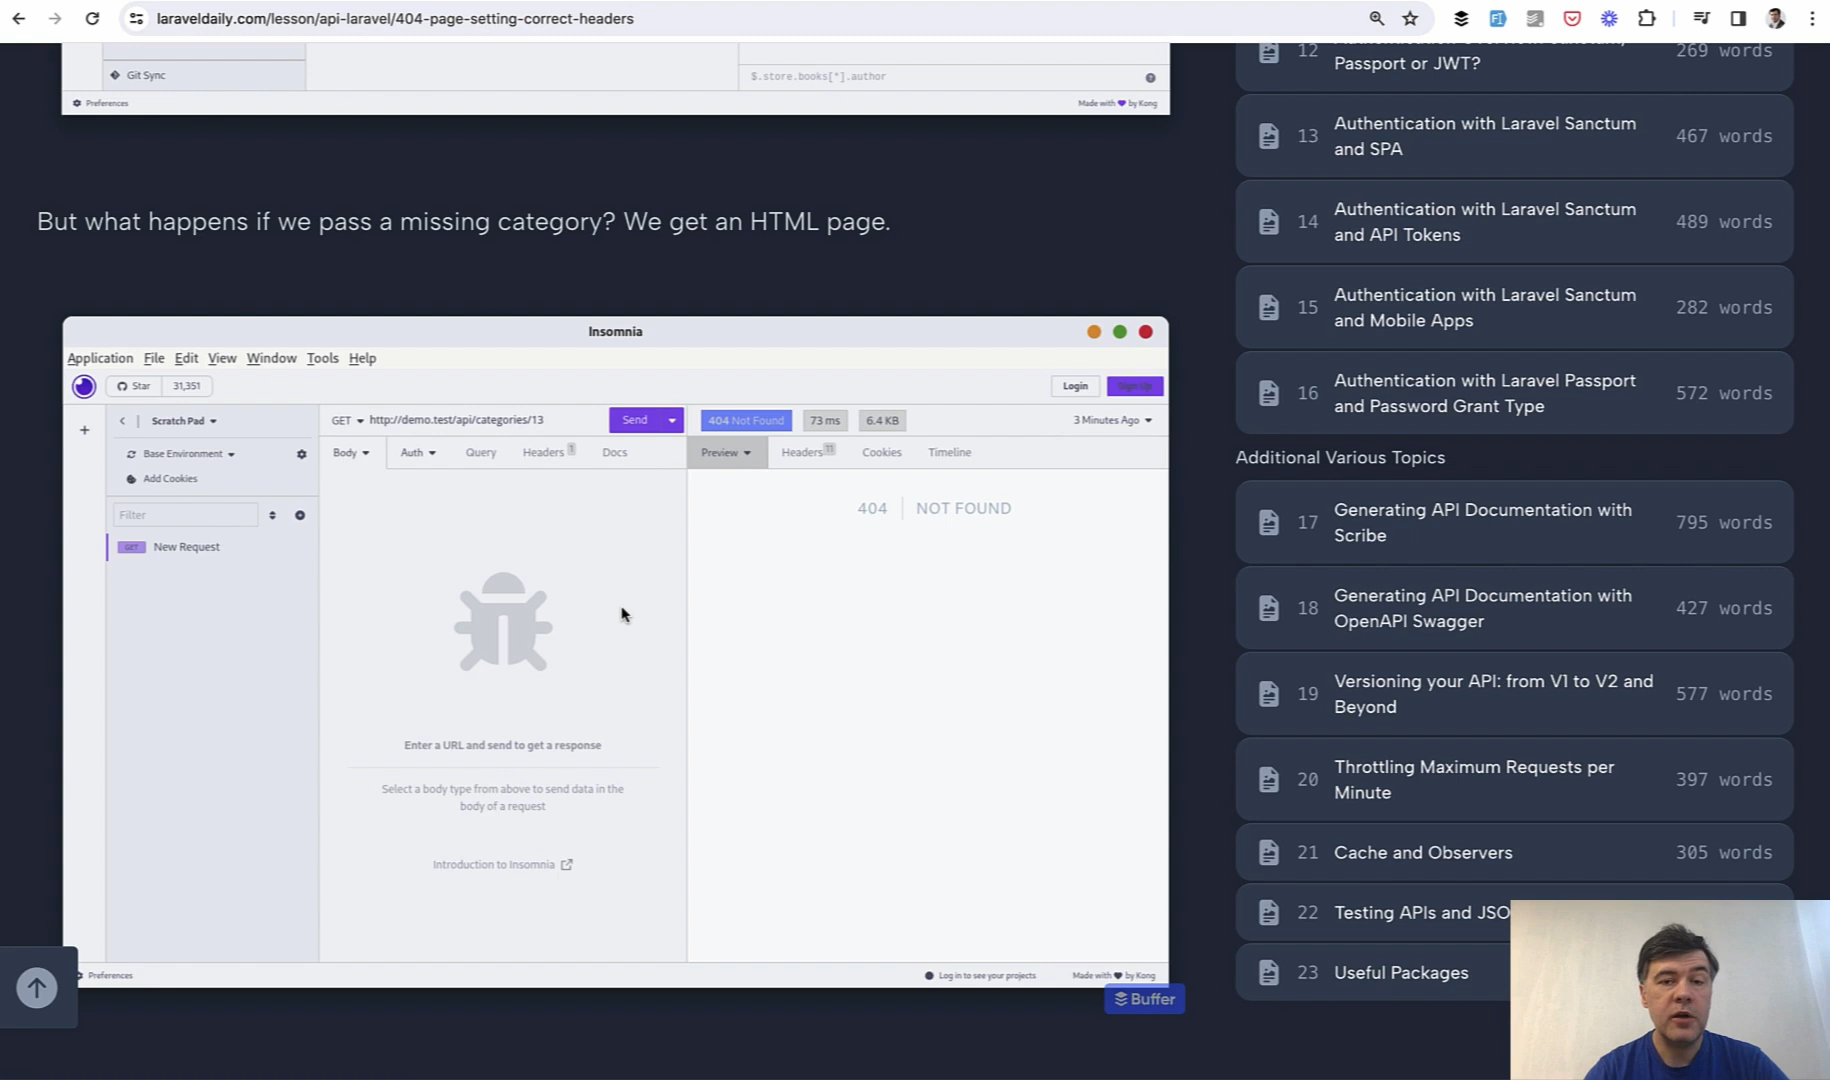 laraveldaily.com/lesson/api-laravel/404-page-setting-correct-headers
Git Sync
$.store.books[*].author
Preferences
Made with by Kong
But what happens if we pass a missing category? We get an HTML page.
Insomnia
Application File Edit View Window Tools Help
Star 31,351
Login
Scratch Pad
GET http://demo.test/api/categories/13
Send
404 Not Found 73 ms 6.4 KB
3 Minutes Ago
Base Environment
Body Auth Query Headers 1 Docs
Preview Headers 11 Cookies Timeline
Add Cookies
Filter
404 NOT FOUND
GET New Request
Enter a URL and send to get a response
Select a body type from above to send data in the
body of a request
Introduction to Insomnia
Preferences
Log in to see your projects
Made with by Kong
Buffer
12
269 words
Passport or JWT?
13 Authentication with Laravel Sanctum
and SPA
467 words
14 Authentication with Laravel Sanctum
and API Tokens
489 words
15 Authentication with Laravel Sanctum
and Mobile Apps
282 words
16 Authentication with Laravel Passport
and Password Grant Type
572 words
Additional Various Topics
17 Generating API Documentation with
Scribe
795 words
18 Generating API Documentation with
OpenAPI Swagger
427 words
19 Versioning your API: from V1 to V2 and
Beyond
577 words
20 Throttling Maximum Requests per
Minute
397 words
21 Cache and Observers
305 words
22 Testing APIs and JSO
23 Useful Packages